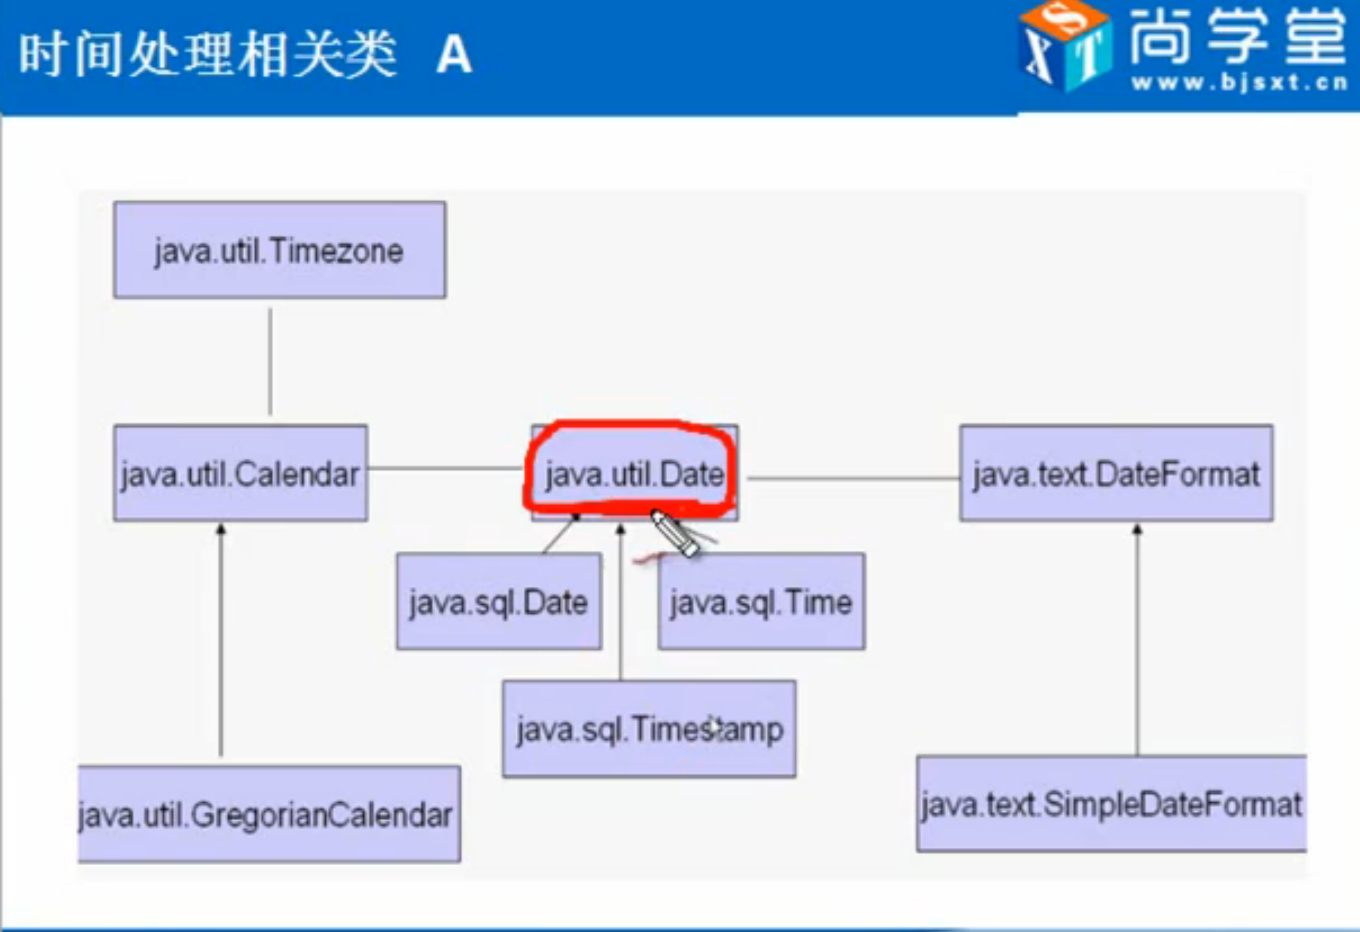 时间处理相关类 A
尚学堂
www.bjsxt.cn
SXT
java.util.Timezone
java.util.Calendar
java.util.Date
java.text.DateFormat
java.sql.Date
java.sql.Time
java.sql.Timestamp
java.util.GregorianCalendar
java.text.SimpleDateFormat